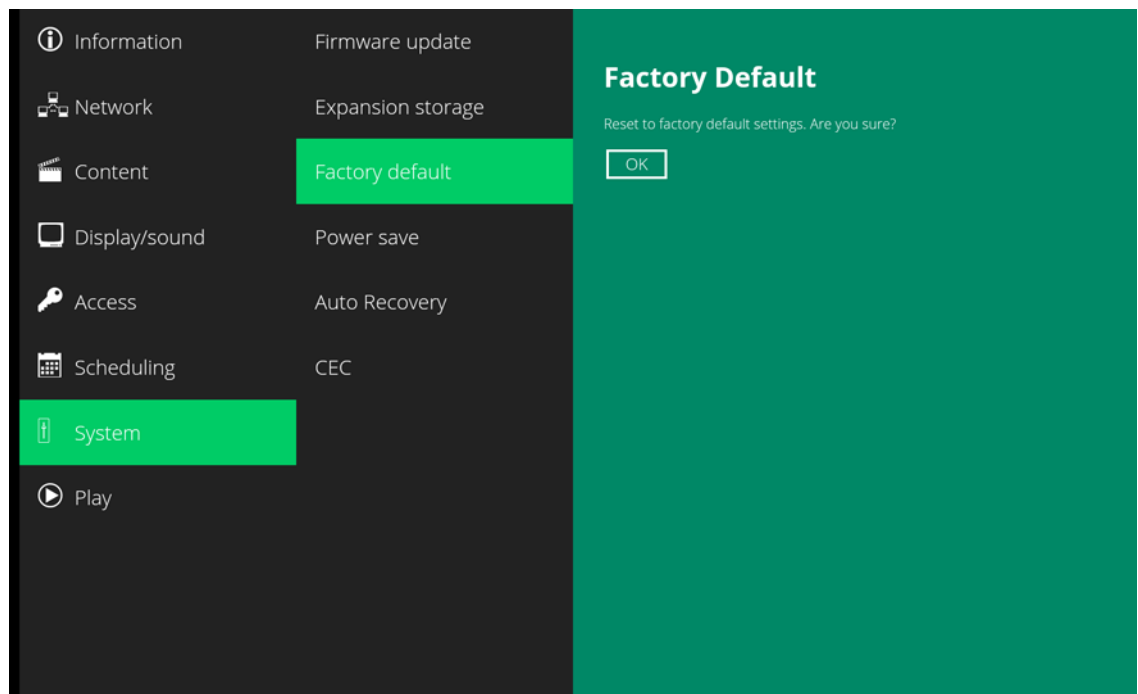 Information
Network
Content
Display/sound
Access
Scheduling
System
Play
Firmware update
Expansion storage
Factory default
Power save
Auto Recovery
CEC
Factory Default
Reset to factory default settings. Are you sure?
OK